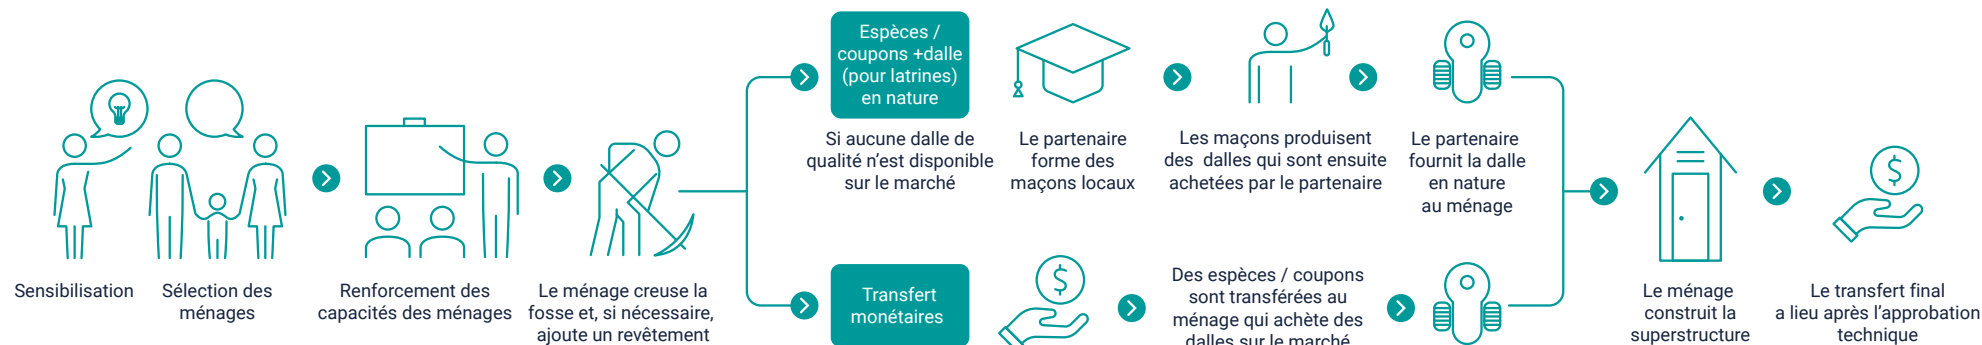 Sensibilisation
Sélection des
ménages
Renforcement des
capacités des ménages
Le ménage creuse la
fosse et, si nécessaire,
ajoute un revêtement
Espèces /
coupons +dalle
(pour latrines)
en nature
Si aucune dalle de
qualité n’est disponible
sur le marché
Le partenaire
forme des
maçons locaux
Les maçons produisent
des dalles qui sont ensuite
achetées par le partenaire
Le partenaire
fournit la dalle
en nature
au ménage
Transfert
monétaires
$
Des espèces / coupons
sont transférées au
ménage qui achète des
dalles sur le marché
Le ménage
construit la
superstructure
$
Le transfert final
a lieu après l’approbation
technique